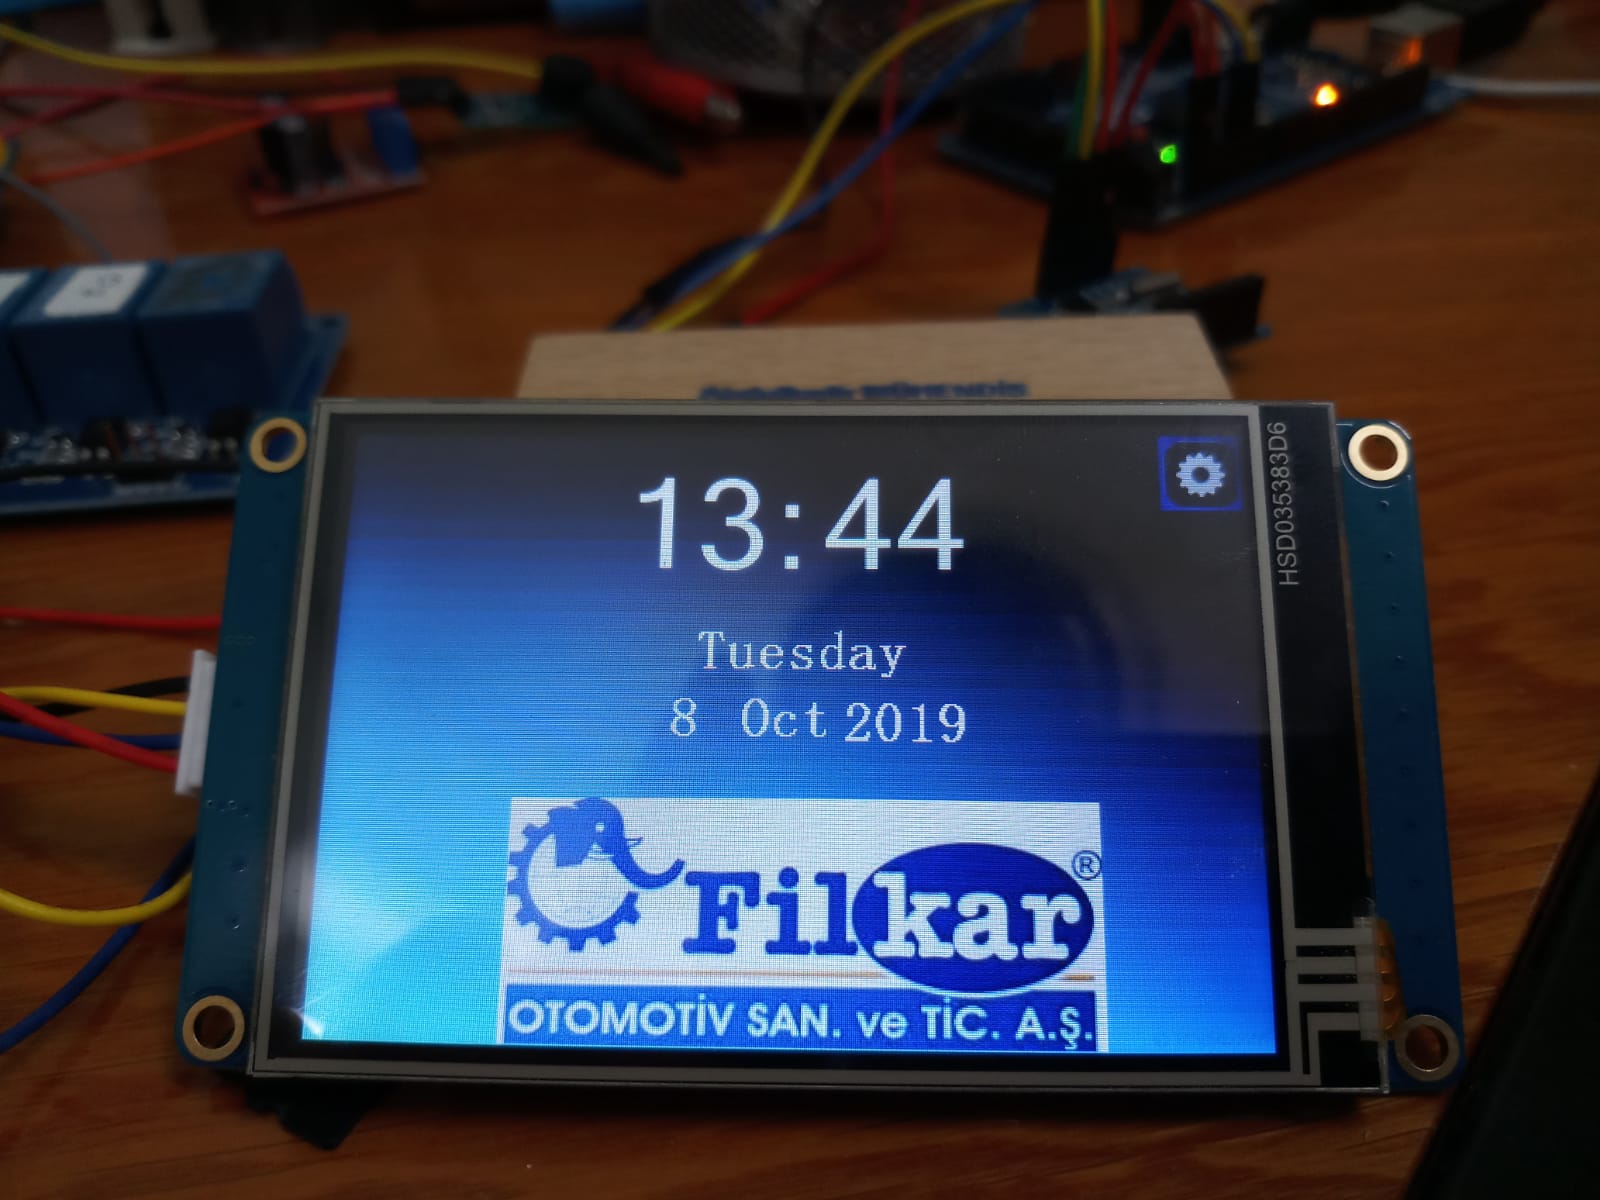 13:44
Tuesday
8 Oct 2019
Filkar®
OTOMOTİV SAN. ve TİC. A.Ş.
HSD035383D6